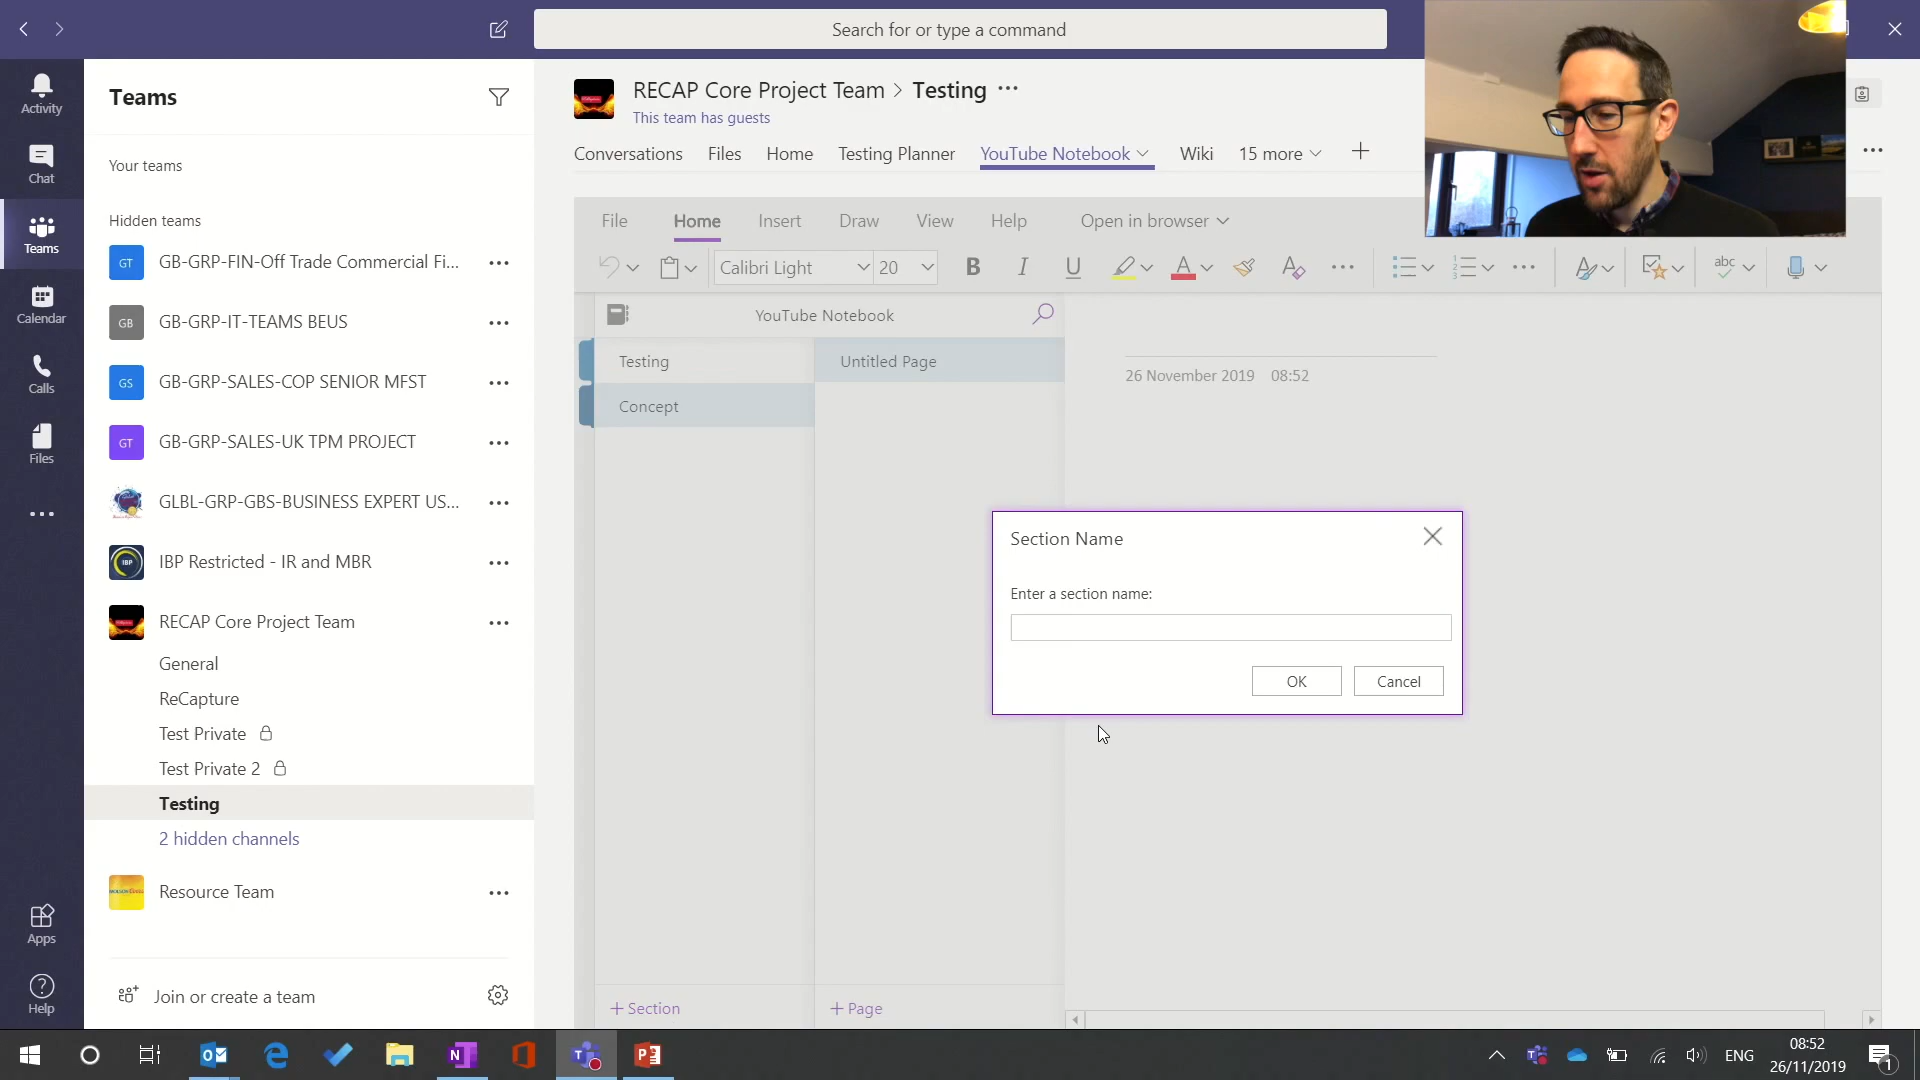 Search for or type a command
Activity
Chat
Teams
Calendar
Calls
Files
Apps
Help
Teams
Your teams
Hidden teams
GT
GB-GRP-FIN-Off Trade Commercial Fi...
GB
GB-GRP-IT-TEAMS BEUS
GS
GB-GRP-SALES-COP SENIOR MFST
GT
GB-GRP-SALES-UK TPM PROJECT
GLBL-GRP-GBS-BUSINESS EXPERT US...
IBP
IBP Restricted - IR and MBR
RECAP Core Project Team
General
ReCapture
Test Private
Test Private 2
Testing
2 hidden channels
Resource Team
Join or create a team
RECAP Core Project Team > Testing
This team has guests
Conversations Files Home Testing Planner YouTube Notebook Wiki 15 more
File Home Insert Draw View Help Open in browser
Calibri Light 20 B I U A A abc
YouTube Notebook
Testing
Concept
Untitled Page
26 November 2019 08:52
Section Name
Enter a section name:
OK Cancel
+ Section + Page
ENG
08:52
26/11/2019
1